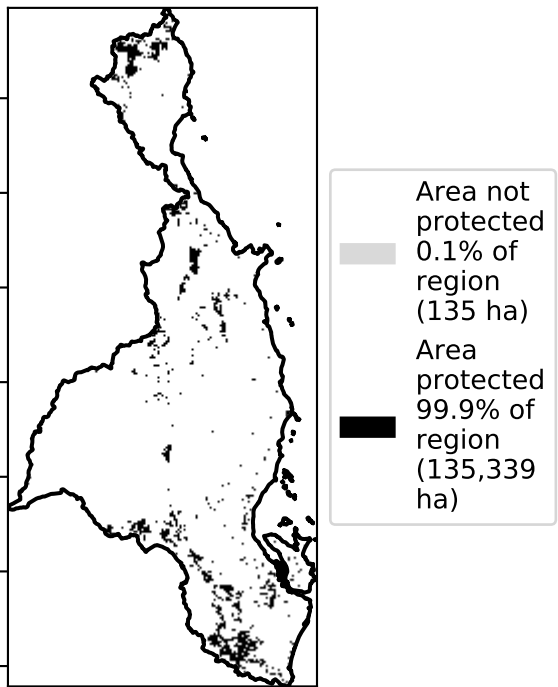 Area not
protected
0.1% of
region
(135 ha)
Area
protected
99.9% of
region
(135,339
ha)